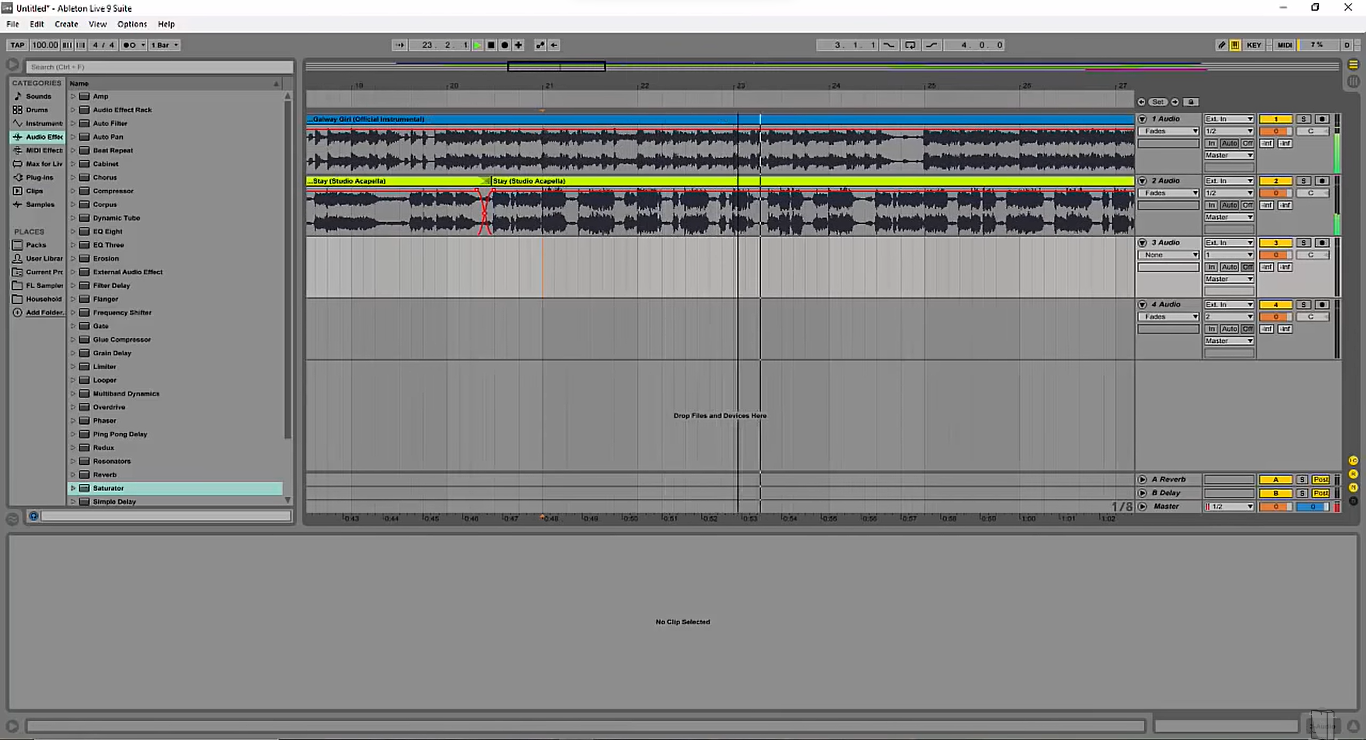 Untitled* - Ableton Live 9 Suite
File Edit Create View Options Help
TAP 100.00 4 / 4 1 Bar 23. 2. 1 3. 1. 1 4. 0. 0 KEY MIDI 7 % D
Search (Ctrl + F)
CATEGORIES
Sounds
Drums
Instrument
Audio Effec
MIDI Effect
Max for Liv
Plug-ins
Clips
Samples
PLACES
Packs
User Librar
Current Pro
FL Sampler
Household
Add Folder..
Name
Amp
Audio Effect Rack
Auto Filter
Auto Pan
Beat Repeat
Cabinet
Chorus
Compressor
Corpus
Dynamic Tube
EQ Eight
EQ Three
Erosion
External Audio Effect
Filter Delay
Flanger
Frequency Shifter
Gate
Glue Compressor
Grain Delay
Limiter
Looper
Multiband Dynamics
Overdrive
Phaser
Ping Pong Delay
Redux
Resonators
Reverb
Saturator
Simple Delay
19 20 21 22 23 24 25 26 27
Set
...Galway Girl (Official Instrumental)
1 Audio Ext. In 1 S
Fades 1/2 0 C
In Auto Off -inf -inf
Master
...Stay (Studio Acapella) Stay (Studio Acapella)
2 Audio Ext. In 2 S
Fades 1/2 0 C
In Auto Off -inf -inf
Master
3 Audio Ext. In 3 S
None 1 0 C
In Auto Off -inf -inf
Master
4 Audio Ext. In 4 S
Fades 2 0 C
In Auto Off -inf -inf
Master
Drop Files and Devices Here
A Reverb A S Post
B Delay B S Post
1/8 Master 1/2 0 0
0:43 0:44 0:45 0:46 0:47 0:48 0:49 0:50 0:51 0:52 0:53 0:54 0:55 0:56 0:57 0:58 0:59 1:00 1:01 1:02
No Clip Selected